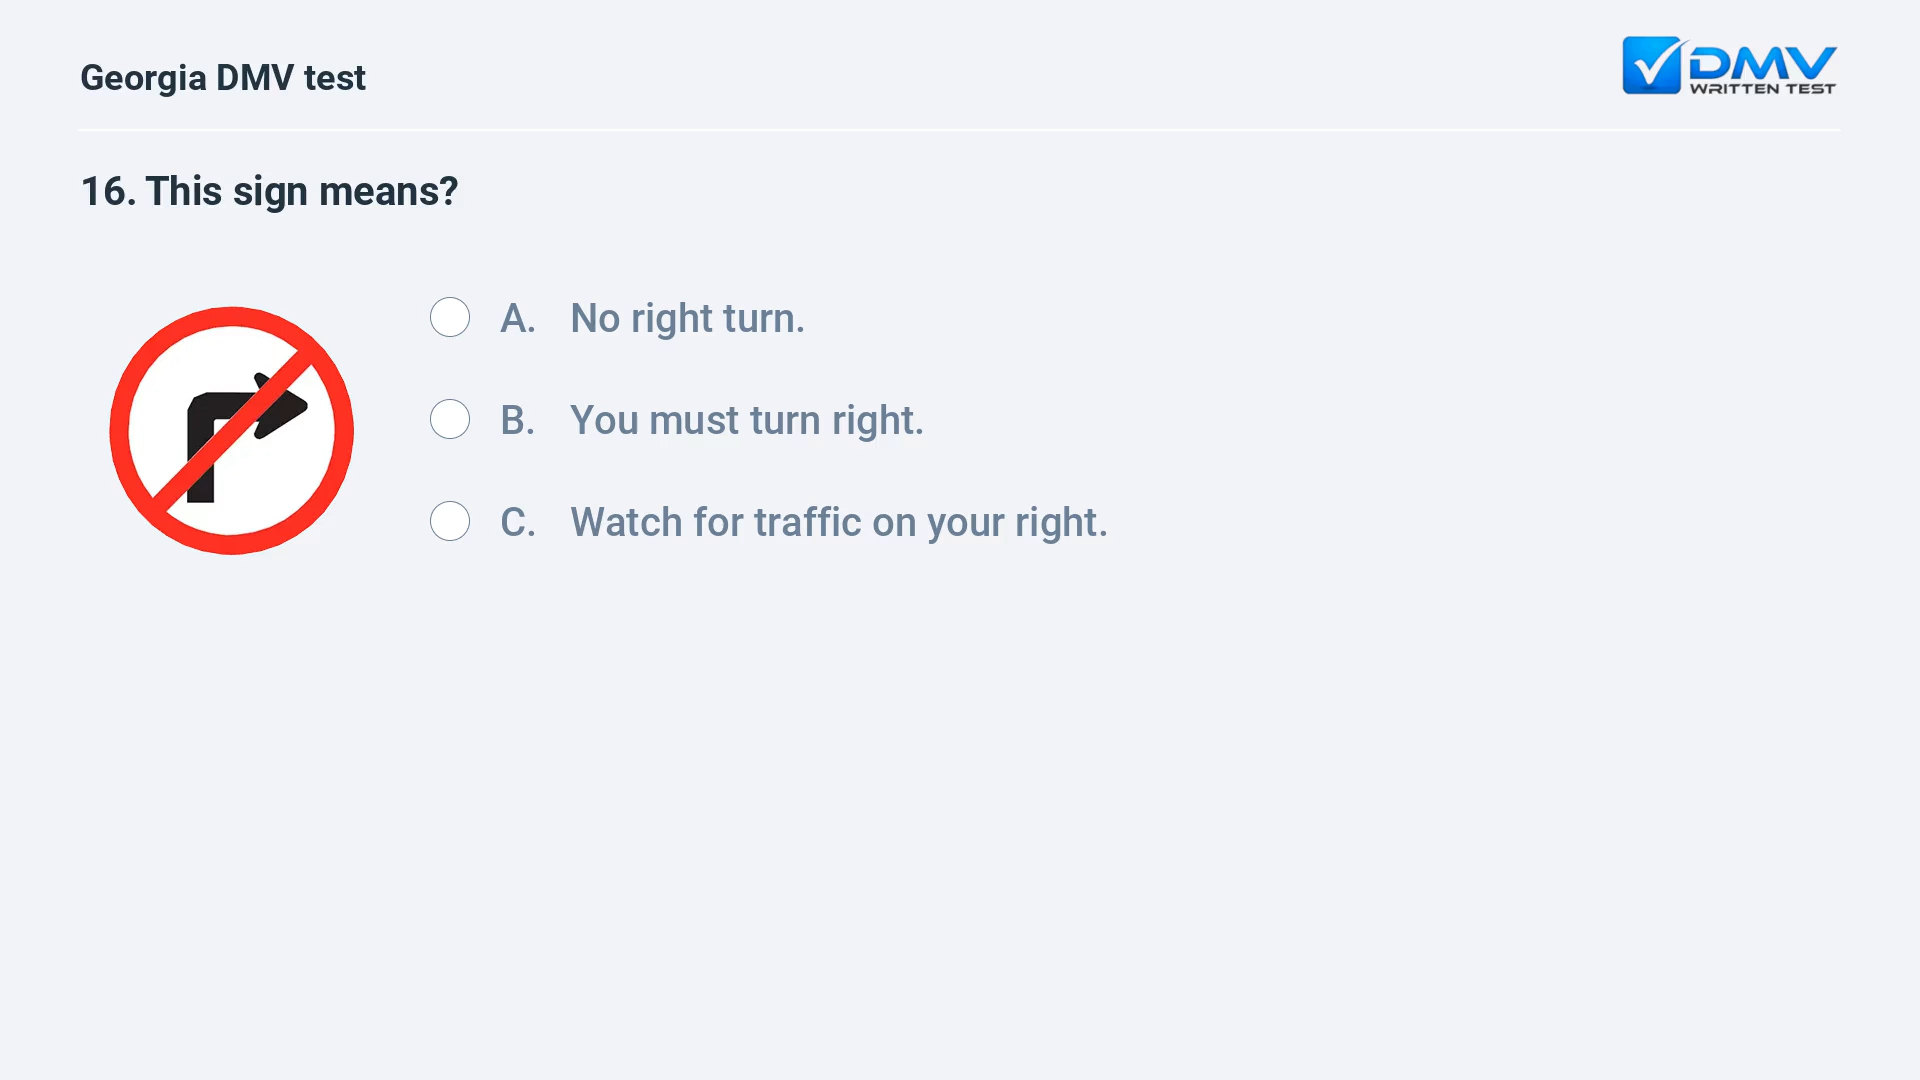 Georgia DMV test
DMV
WRITTEN TEST
16. This sign means?
A. No right turn.
B. You must turn right.
C. Watch for traffic on your right.